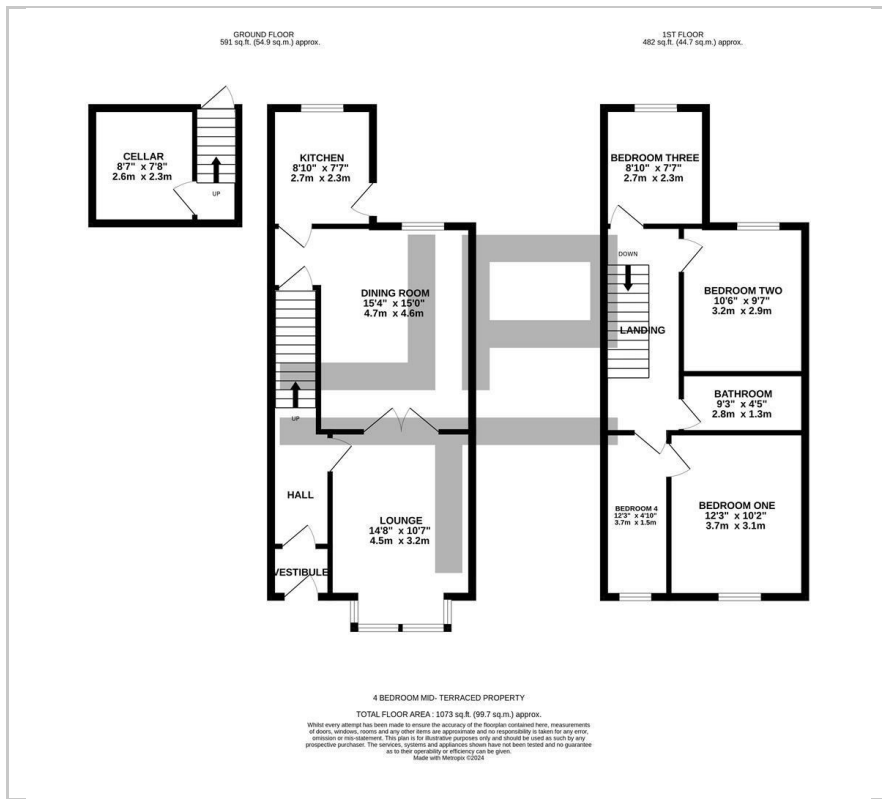 GROUND FLOOR
591 sq.ft. (54.9 sq.m.) approx.
1ST FLOOR
482 sq.ft. (44.7 sq.m.) approx.
CELLAR
8'7" x 7'8"
2.6m x 2.3m
UP
KITCHEN
8'10" x 7'7"
2.7m x 2.3m
DINING ROOM
15'4" x 15'0"
4.7m x 4.6m
UP
HALL
LOUNGE
14'8" x 10'7"
4.5m x 3.2m
VESTIBULE
BEDROOM THREE
8'10" x 7'7"
2.7m x 2.3m
DOWN
BEDROOM TWO
10'6" x 9'7"
3.2m x 2.9m
LANDING
BATHROOM
9'3" x 4'5"
2.8m x 1.3m
BEDROOM 4
12'3" x 4'10"
3.7m x 1.5m
BEDROOM ONE
12'3" x 10'2"
3.7m x 3.1m
4 BEDROOM MID- TERRACED PROPERTY
TOTAL FLOOR AREA : 1073 sq.ft. (99.7 sq.m.) approx.
Whilst every attempt has been made to ensure the accuracy of the floorplan contained here, measurements
of doors, windows, rooms and any other items are approximate and no responsibility is taken for any error,
omission or mis-statement. This plan is for illustrative purposes only and should be used as such by any
prospective purchaser. The services, systems and appliances shown have not been tested and no guarantee
as to their operability or efficiency can be given.
Made with Metropix ©2024